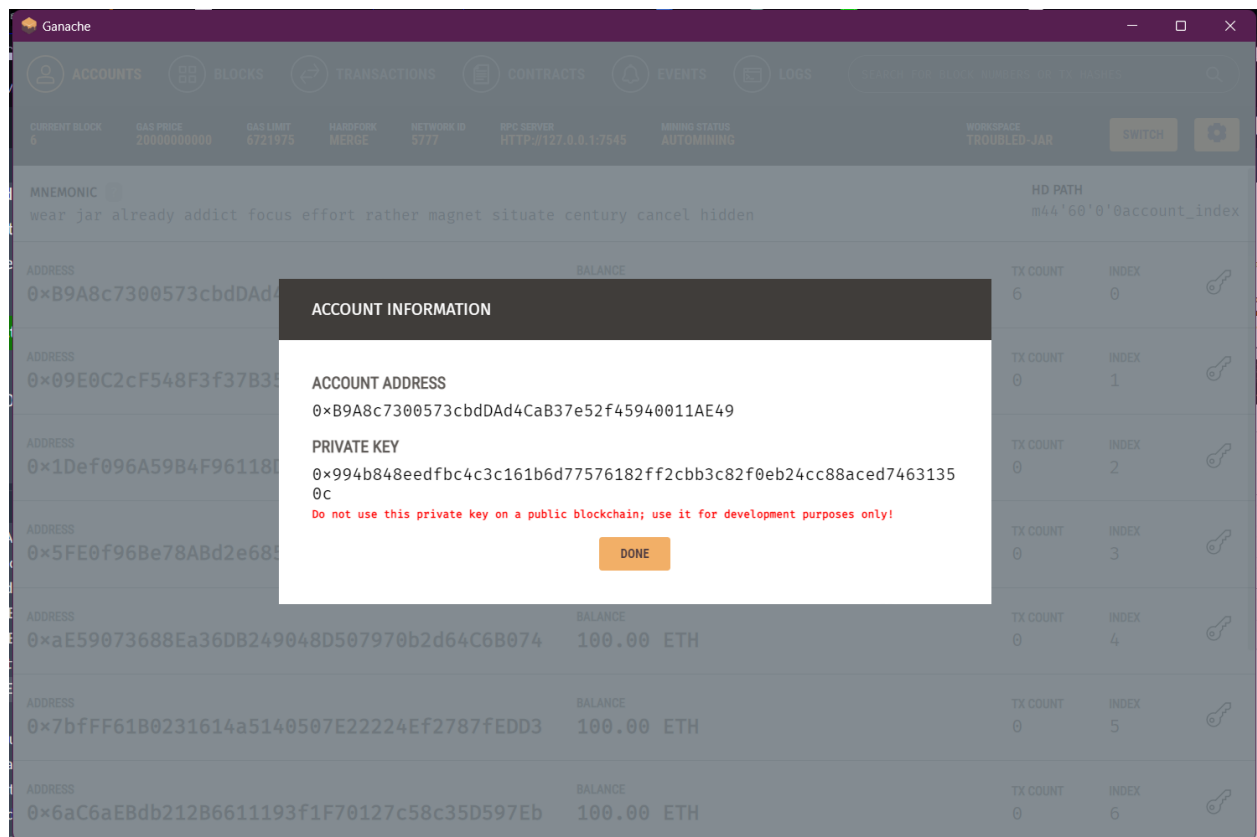 Ganache
ACCOUNTS BLOCKS TRANSACTIONS CONTRACTS EVENTS LOGS SEARCH FOR BLOCK NUMBERS OR TX HASHES
CURRENT BLOCK GAS PRICE GAS LIMIT HARDFORK NETWORK ID RPC SERVER MINING STATUS WORKSPACE
6 20000000000 6721975 MERGE 5777 HTTP://127.0.0.1:7545 AUTOMINING TROUBLED-JAR SWITCH
MNEMONIC HD PATH
wear jar already addict focus effort rather magnet situate century cancel hidden m44'60'0'0account_index
ADDRESS BALANCE TX COUNT INDEX
0×B9A8c7300573cbdDAd4 6 0
ACCOUNT INFORMATION
ADDRESS TX COUNT INDEX
0×09E0C2cF548F3f37B35 0 1
ACCOUNT ADDRESS
0×B9A8c7300573cbdDAd4CaB37e52f45940011AE49
ADDRESS TX COUNT INDEX
0×1Def096A59B4F96118D 0 2
PRIVATE KEY
0×994b848eedfbc4c3c161b6d77576182ff2cbb3c82f0eb24cc88aced7463135
0c
Do not use this private key on a public blockchain; use it for development purposes only!
ADDRESS TX COUNT INDEX
0×5FE0f96Be78ABd2e685 0 3
DONE
ADDRESS BALANCE TX COUNT INDEX
0×aE59073688Ea36DB249048D507970b2d64C6B074 100.00 ETH 0 4
ADDRESS BALANCE TX COUNT INDEX
0×7bfFF61B0231614a5140507E22224Ef2787fEDD3 100.00 ETH 0 5
ADDRESS BALANCE TX COUNT INDEX
0×6aC6aEBdb212B6611193f1F70127c58c35D597Eb 100.00 ETH 0 6